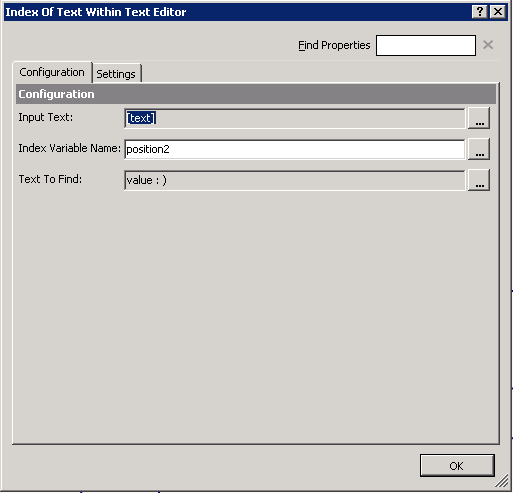 Index Of Text Within Text Editor
Find Properties
Configuration Settings
Configuration
Input Text: [text] ...
Index Variable Name: position2 ...
Text To Find: value : ) ...
OK